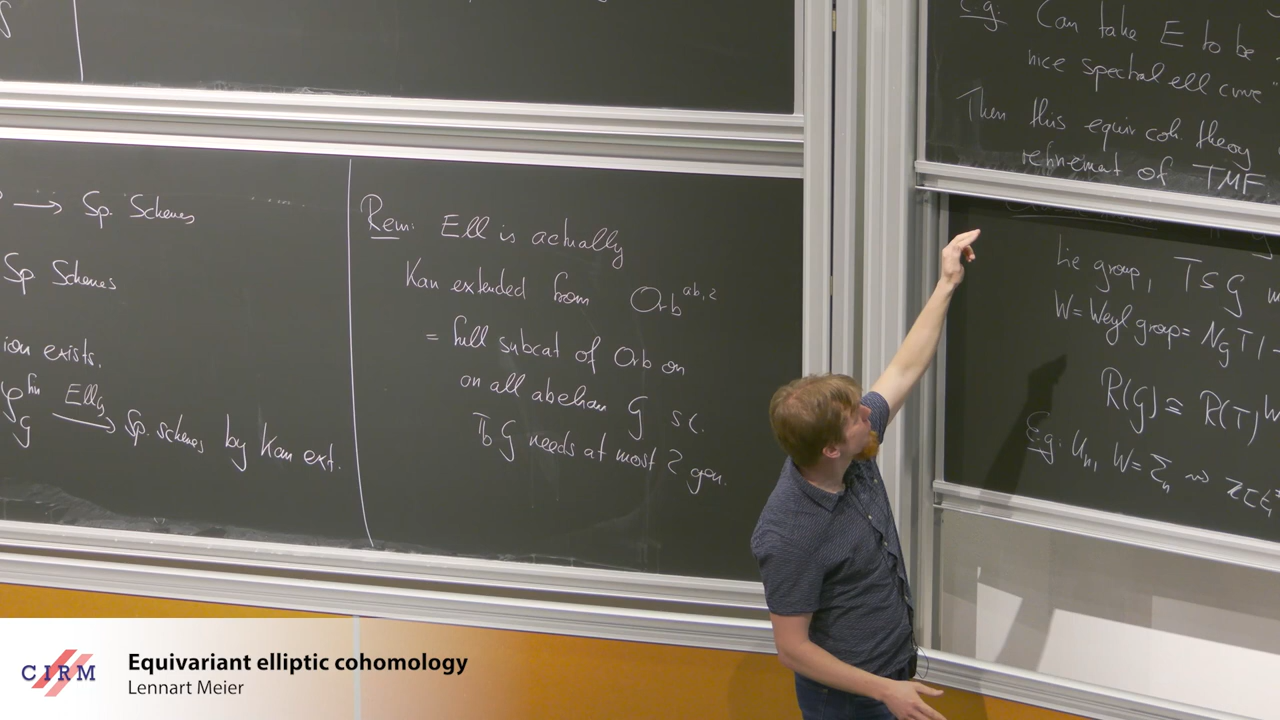 → Sp. Schemes
Sp Schemes
ion exists.
fin Ell_G → Sp. schemes by Kan ext.
Rem: Ell is actually
Kan extended from Orb^{ab,2}
= full subcat of Orb on
on all abelian G s.t.
π_0 G needs at most 2 gen.
e.g. Can take E to be
nice spectral ell curve
Then this equiv coh theory
refinement of TMF
Lie group, T ≤ G
W = Weyl group = N_G T /
R(G) ≅ R(T)^W
E.g: U_n, W = Σ_n ⇝
CIRM
Equivariant elliptic cohomology
Lennart Meier